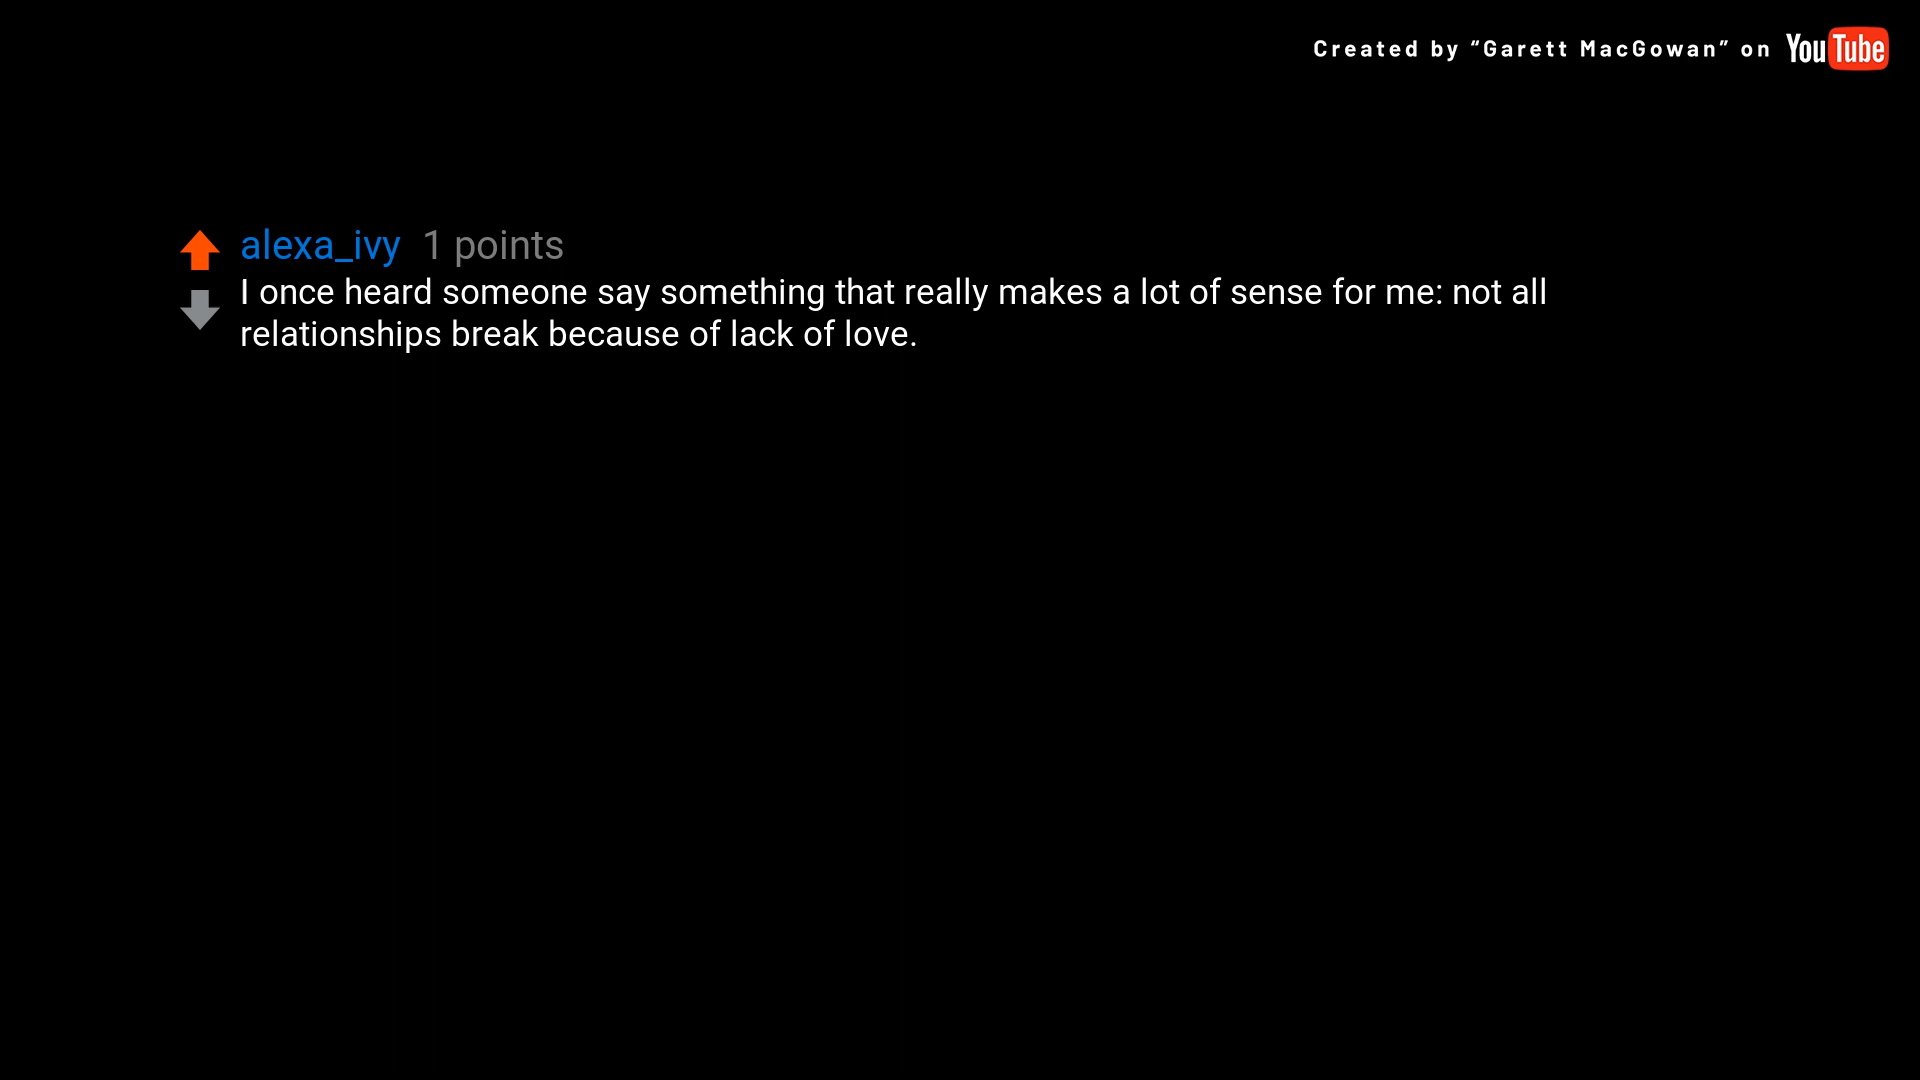 Created by “Garett MacGowan” on YouTube
alexa_ivy 1 points
I once heard someone say something that really makes a lot of sense for me: not all
relationships break because of lack of love.